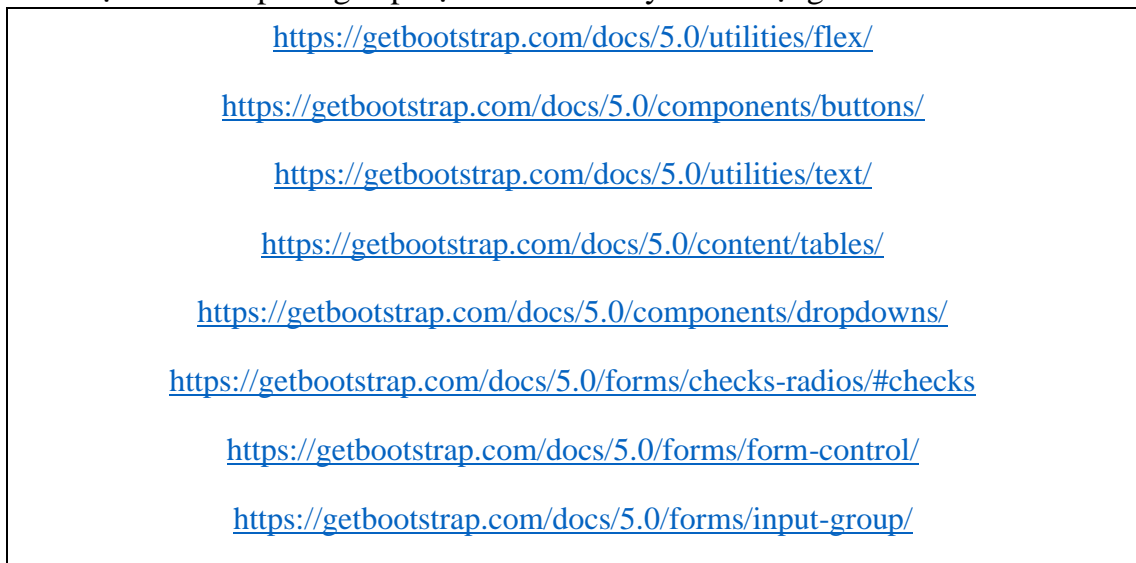 https://getbootstrap.com/docs/5.0/utilities/flex/
https://getbootstrap.com/docs/5.0/components/buttons/
https://getbootstrap.com/docs/5.0/utilities/text/
https://getbootstrap.com/docs/5.0/content/tables/
https://getbootstrap.com/docs/5.0/components/dropdowns/
https://getbootstrap.com/docs/5.0/forms/checks-radios/#checks
https://getbootstrap.com/docs/5.0/forms/form-control/
https://getbootstrap.com/docs/5.0/forms/input-group/